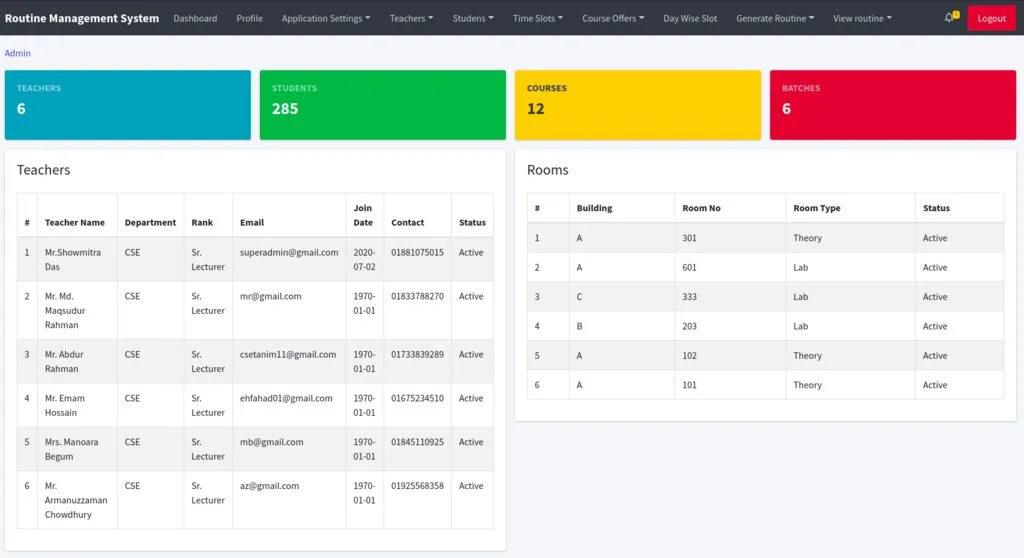 Routine Management System Dashboard Profile Application Settings Teachers Studens Time Slots Course Offers Day Wise Slot Generate Routine View routine 0 Logout
Admin
TEACHERS
6
STUDENTS
285
COURSES
12
BATCHES
6
Teachers
# Teacher Name Department Rank Email Join Date Contact Status
1 Mr.Showmitra Das CSE Sr. Lecturer superadmin@gmail.com 2020-07-02 01881075015 Active
2 Mr. Md. Maqsudur Rahman CSE Sr. Lecturer mr@gmail.com 1970-01-01 01833788270 Active
3 Mr. Abdur Rahman CSE Sr. Lecturer csetanim11@gmail.com 1970-01-01 01733839289 Active
4 Mr. Emam Hossain CSE Sr. Lecturer ehfahad01@gmail.com 1970-01-01 01675234510 Active
5 Mrs. Manoara Begum CSE Sr. Lecturer mb@gmail.com 1970-01-01 01845110925 Active
6 Mr. Armanuzzaman Chowdhury CSE Sr. Lecturer az@gmail.com 1970-01-01 01925568358 Active
Rooms
# Building Room No Room Type Status
1 A 301 Theory Active
2 A 601 Lab Active
3 C 333 Lab Active
4 B 203 Lab Active
5 A 102 Theory Active
6 A 101 Theory Active